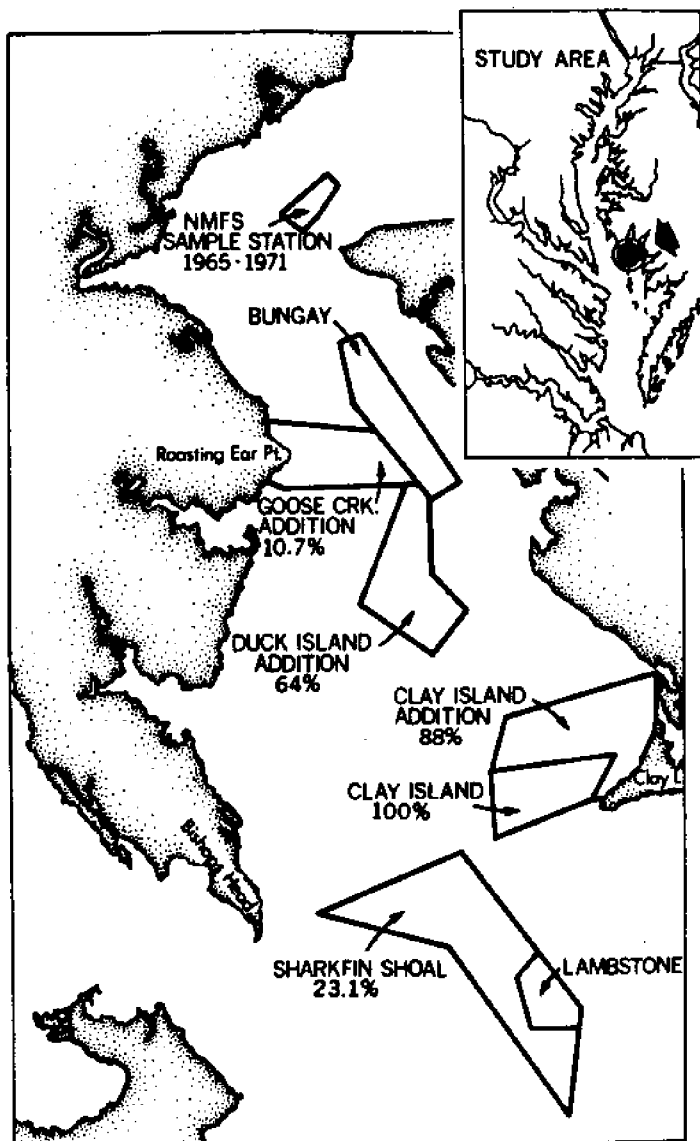 STUDY AREA
NMFS
SAMPLE STATION
1965-1971
BUNGAY
Roasting Ear Pt.
GOOSE CRK.
ADDITION
10.7%
DUCK ISLAND
ADDITION
64%
CLAY ISLAND
ADDITION
88%
Clay I.
CLAY ISLAND
100%
Bishops Head
SHARKFIN SHOAL
23.1%
LAMBSTONE